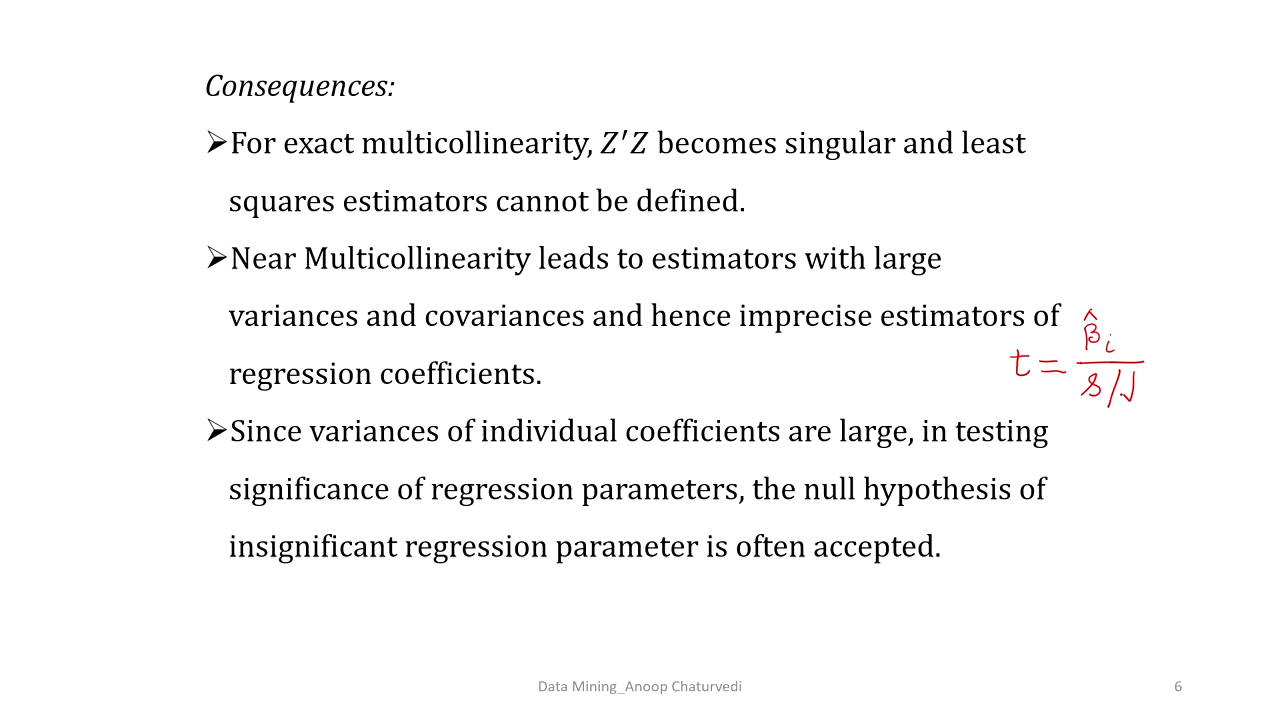 Consequences:
➢For exact multicollinearity, Z′Z becomes singular and least
squares estimators cannot be defined.
➢Near Multicollinearity leads to estimators with large
variances and covariances and hence imprecise estimators of
regression coefficients.
t = β̂i / s/√
➢Since variances of individual coefficients are large, in testing
significance of regression parameters, the null hypothesis of
insignificant regression parameter is often accepted.
Data Mining_Anoop Chaturvedi
6